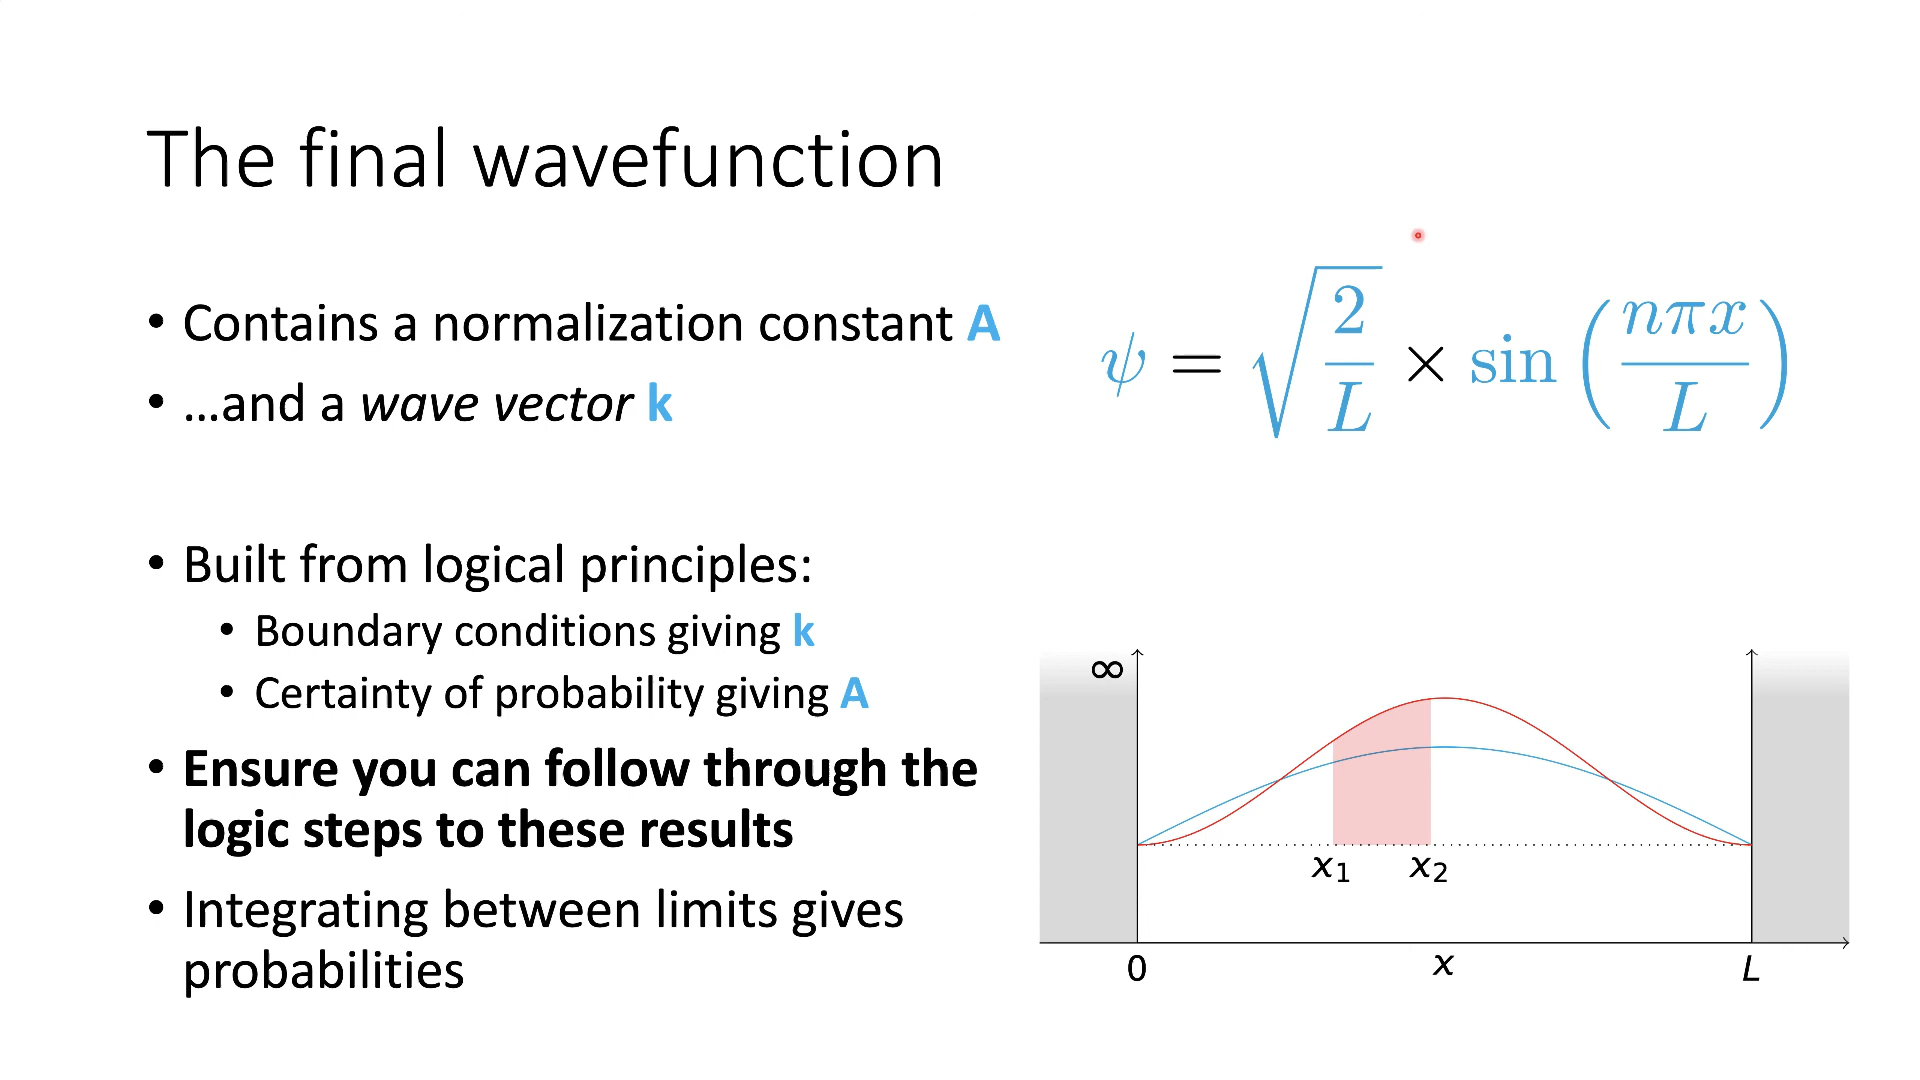 The final wavefunction
• Contains a normalization constant A
• …and a wave vector k
ψ = √(2/L) × sin(nπx/L)
• Built from logical principles:
• Boundary conditions giving k
• Certainty of probability giving A
• Ensure you can follow through the
logic steps to these results
• Integrating between limits gives
probabilities
∞
x₁ x₂
0 x L